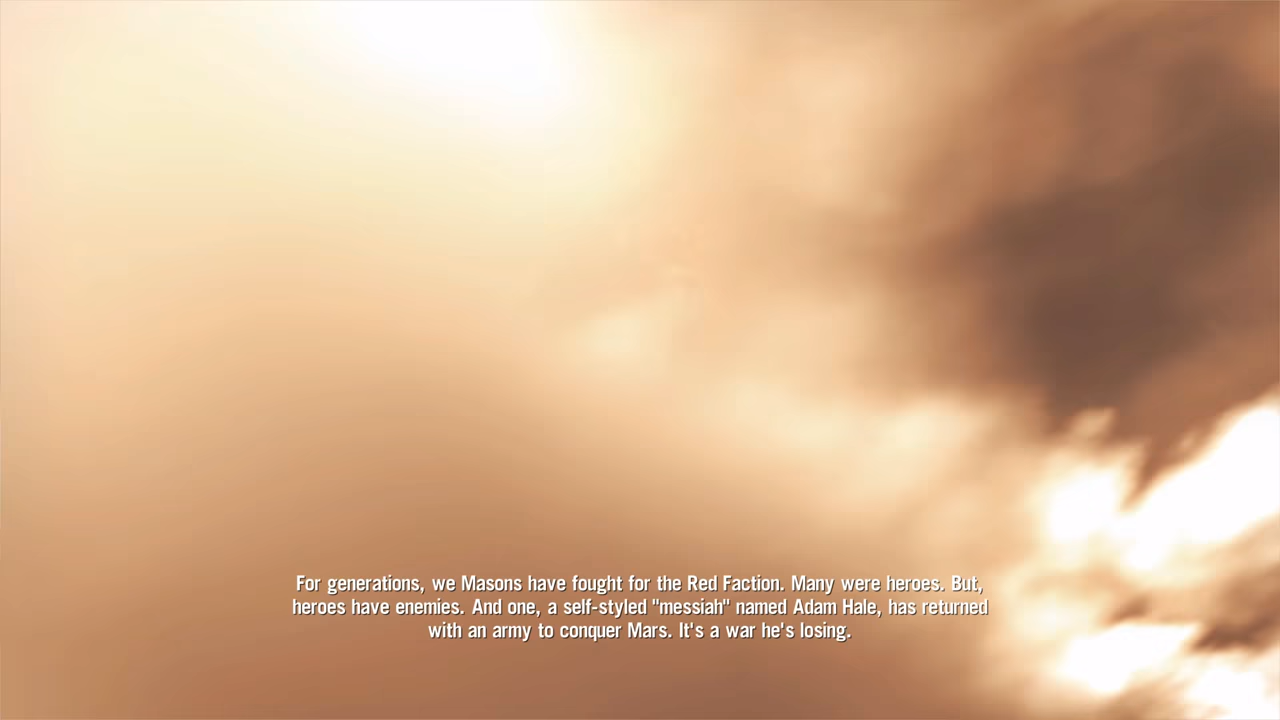 For generations, we Masons have fought for the Red Faction. Many were heroes. But,
heroes have enemies. And one, a self-styled "messiah" named Adam Hale, has returned
with an army to conquer Mars. It's a war he's losing.